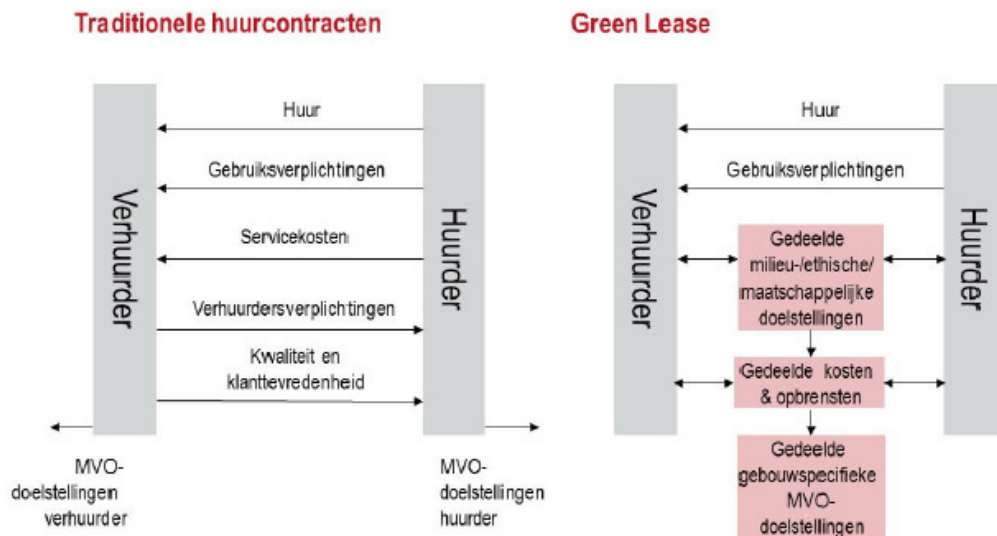 Traditionele huurcontracten
Verhuurder
Huur
Gebruiksverplichtingen
Servicekosten
Verhuurdersverplichtingen
Kwaliteit en
klanttevredenheid
Huurder
MVO-
doelstellingen
verhuurder
MVO-
doelstellingen
huurder
Green Lease
Verhuurder
Huur
Gebruiksverplichtingen
Gedeelde
milieu-/ethische/
maatschappelijke
doelstellingen
Gedeelde kosten
& opbrensten
Gedeelde
gebouwspecifieke
MVO-
doelstellingen
Huurder